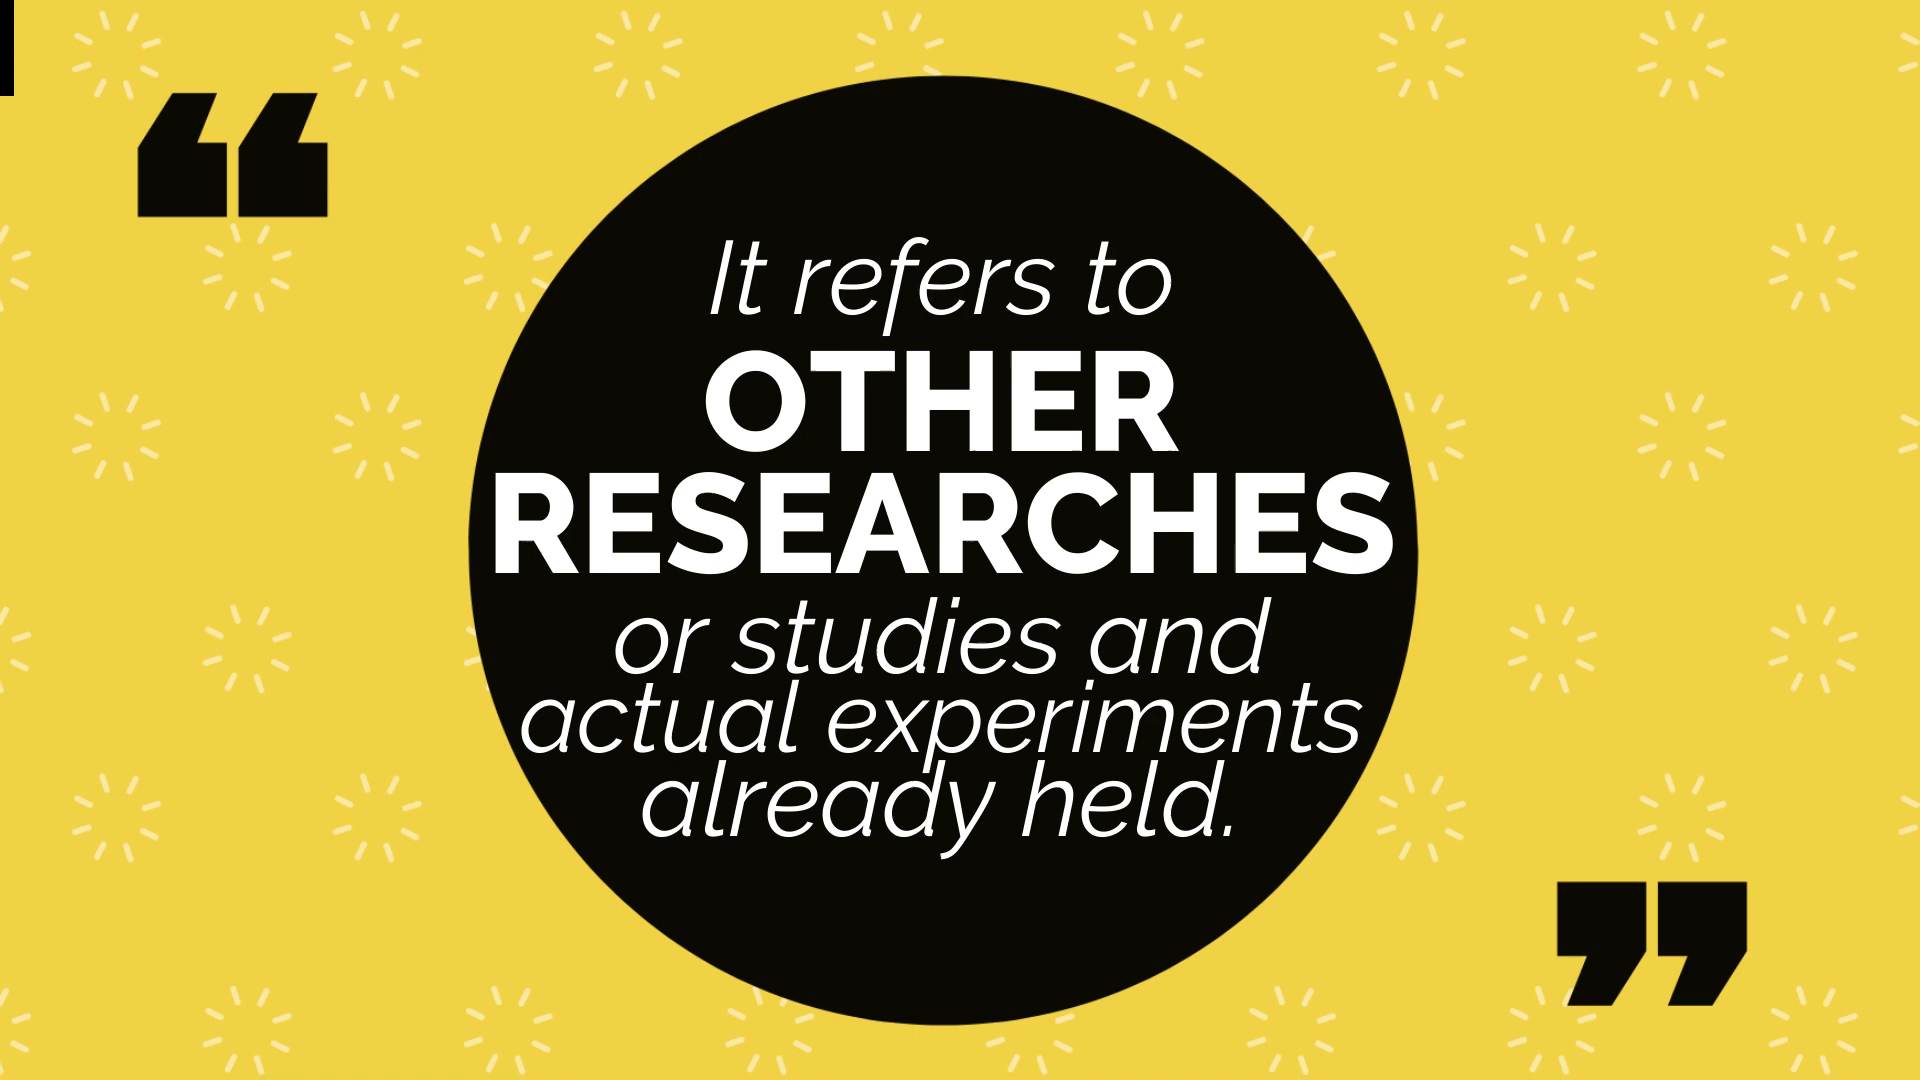 “
It refers to
OTHER
RESEARCHES
or studies and
actual experiments
already held.
”